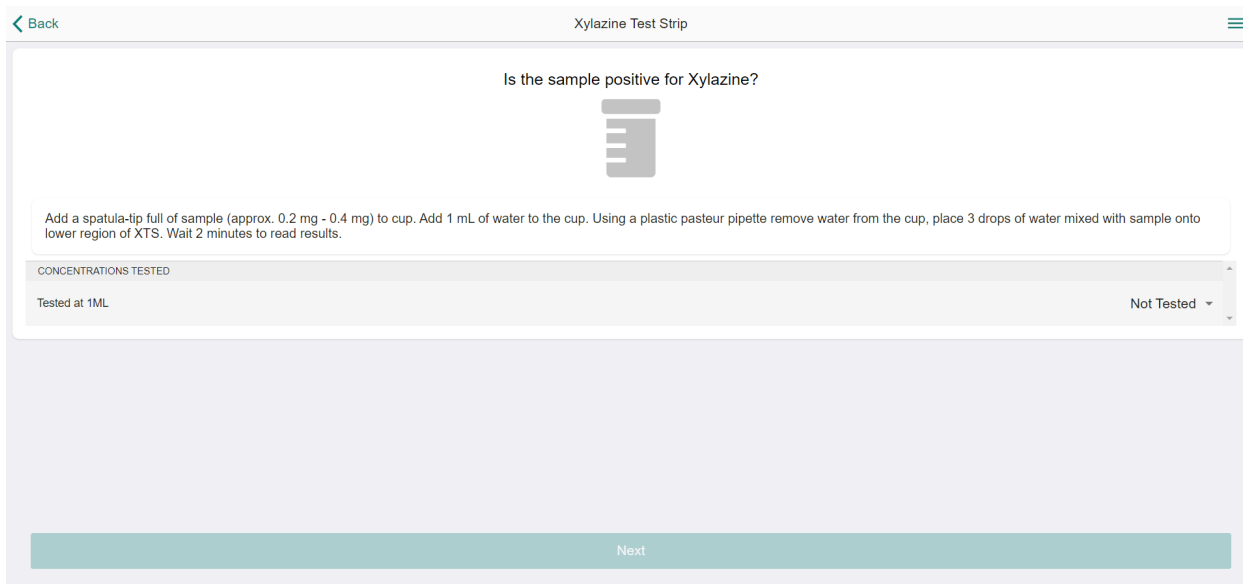 Back
Xylazine Test Strip
Is the sample positive for Xylazine?
Add a spatula-tip full of sample (approx. 0.2 mg - 0.4 mg) to cup. Add 1 mL of water to the cup. Using a plastic pasteur pipette remove water from the cup, place 3 drops of water mixed with sample onto
lower region of XTS. Wait 2 minutes to read results.
CONCENTRATIONS TESTED
Tested at 1ML
Not Tested
Next